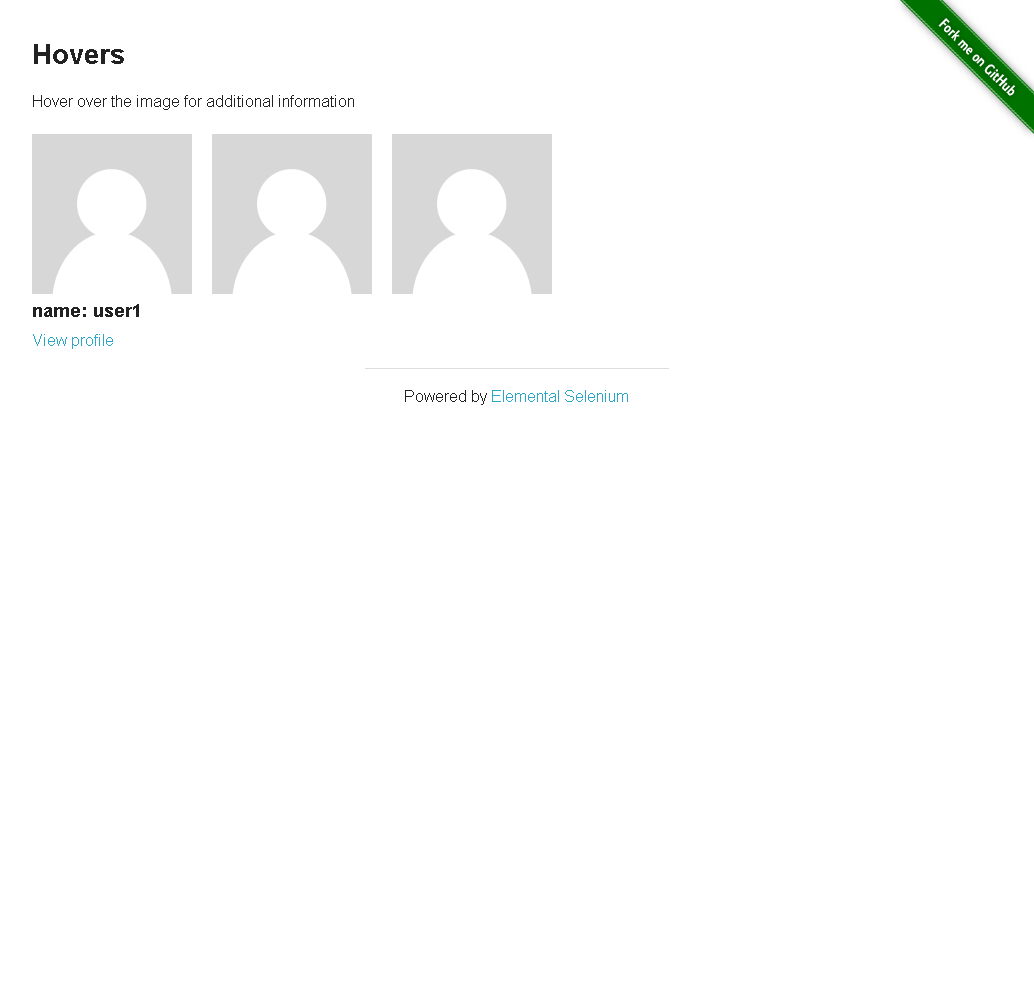 Fork me on GitHub
Hovers
Hover over the image for additional information
name: user1
View profile
Powered by Elemental Selenium